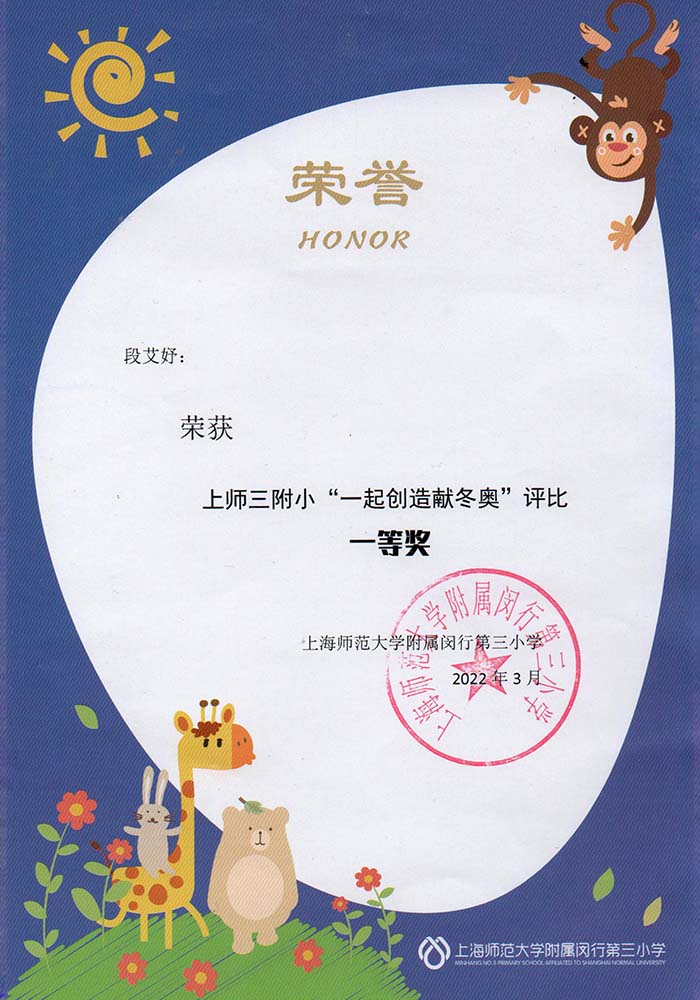 荣誉
HONOR
段艾妤：
荣获
上师三附小“一起创造献冬奥”评比
一等奖
上海师范大学附属闵行第三小学
2022 年 3 月
上海师范大学附属闵行第三小学
上海师范大学附属闵行第三小学
MINHANG NO.3 PRIMARY SCHOOL AFFILIATED TO SHANGHAI NORMAL UNIVERSITY